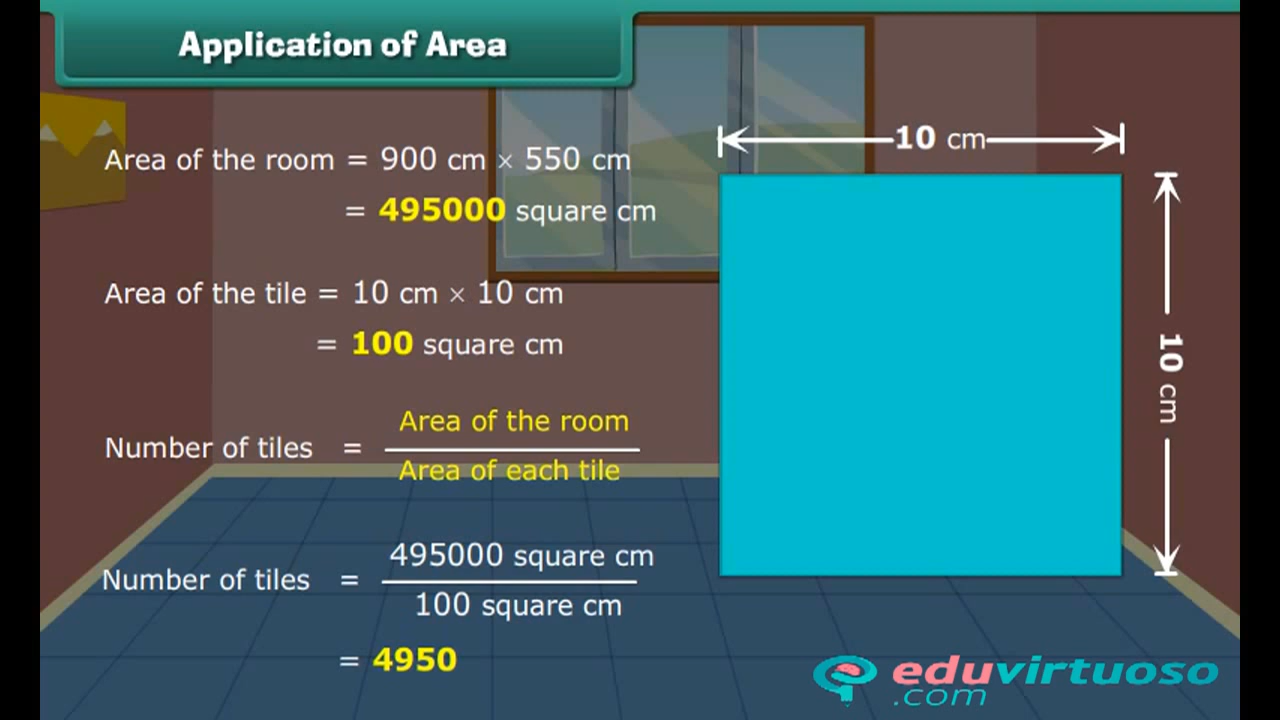 Application of Area
Area of the room = 900 cm × 550 cm
= 495000 square cm
Area of the tile = 10 cm × 10 cm
= 100 square cm
Number of tiles = Area of the room
Area of each tile
Number of tiles = 495000 square cm
100 square cm
= 4950
10 cm
10 cm
eduvirtuoso
.com